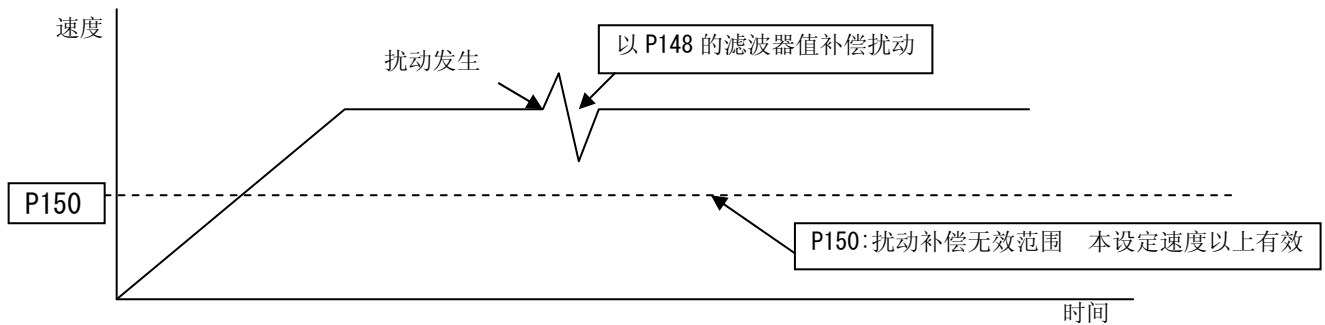 速度
扰动发生
以 P148 的滤波器值补偿扰动
P150
P150:扰动补偿无效范围　本设定速度以上有效
时间